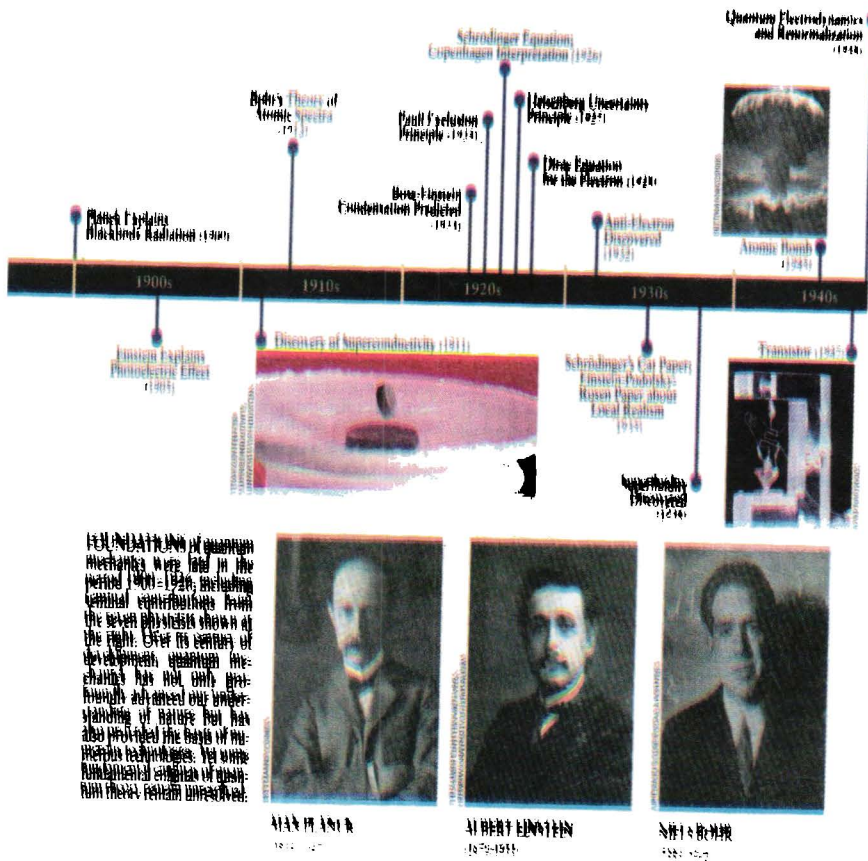 Quantum Electrodynamics
and Renormalization
(1948)
Schrodinger Equation;
Copenhagen Interpretation (1926)
Bohr's Theory of
Atomic Spectra
(1913)
Pauli Exclusion
Principle
Heisenberg Uncertainty
Principle
Dirac Equation
for the Electron (1928)
Bose-Einstein
Condensation Predicted
(1924)
Planck Explains
Blackbody Radiation (1900)
Anti-Electron
Discovered
(1932)
Atomic Bomb
(1945)
1900s
1910s
1920s
1930s
1940s
Einstein Explains
Photoelectric Effect
(1905)
Discovery of Superconductivity (1911)
Schrödinger's Cat Paper;
Einstein-Podolsky-
Rosen Paper about
Local Realism
(1935)
Transistor
Superfluidity
Discovered
FOUNDATIONS of quantum
mechanics were laid in the
period 1900–1926, including
seminal contributions from
the seven physicists shown at
the right. Over its century of
development, quantum me-
chanics has not only pro-
foundly advanced our under-
standing of nature but has
also provided the basis of nu-
merous technologies. Yet some
fundamental enigmas of quan-
tum theory remain unresolved.
MAX PLANCK
ALBERT EINSTEIN
(1879-1955)
NIELS BOHR